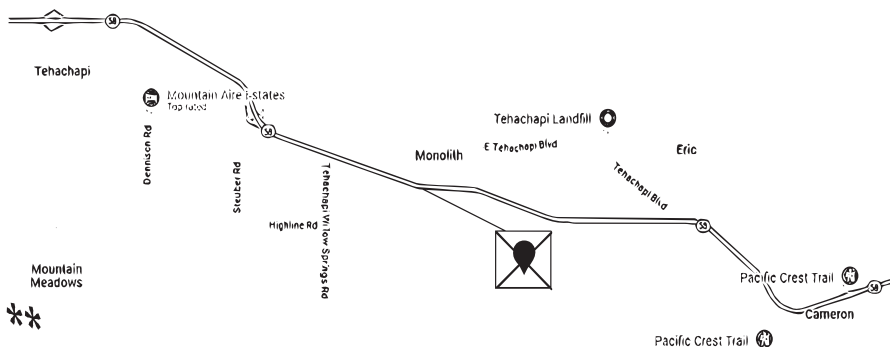 58
Tehachapi
Mountain Aire Estates
Top rated
Dennison Rd
58
Steuber Rd
Tehachapi Willow Springs Rd
Highline Rd
Monolith
E Tehachapi Blvd
Tehachapi Landfill
Eric
Tehachapi Blvd
58
Mountain
Meadows
**
Pacific Crest Trail
58
Cameron
Pacific Crest Trail